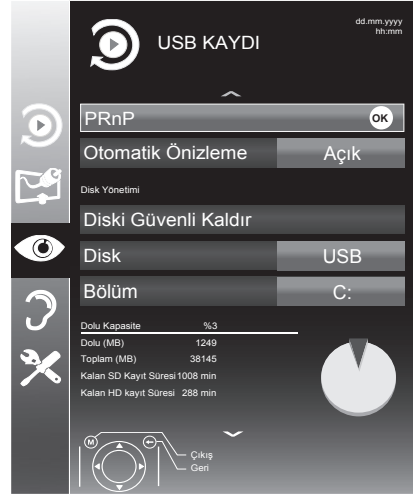 USB KAYDI
dd.mm.yyyy
hh:mm
PRnP OK
Otomatik Önizleme Açık
Disk Yönetimi
Diski Güvenli Kaldır
Disk USB
Bölüm C:
Dolu Kapasite %3
Dolu (MB) 1249
Toplam (MB) 38145
Kalan SD Kayıt Süresi 1008 min
Kalan HD kayıt Süresi 288 min
M
Çıkış
Geri